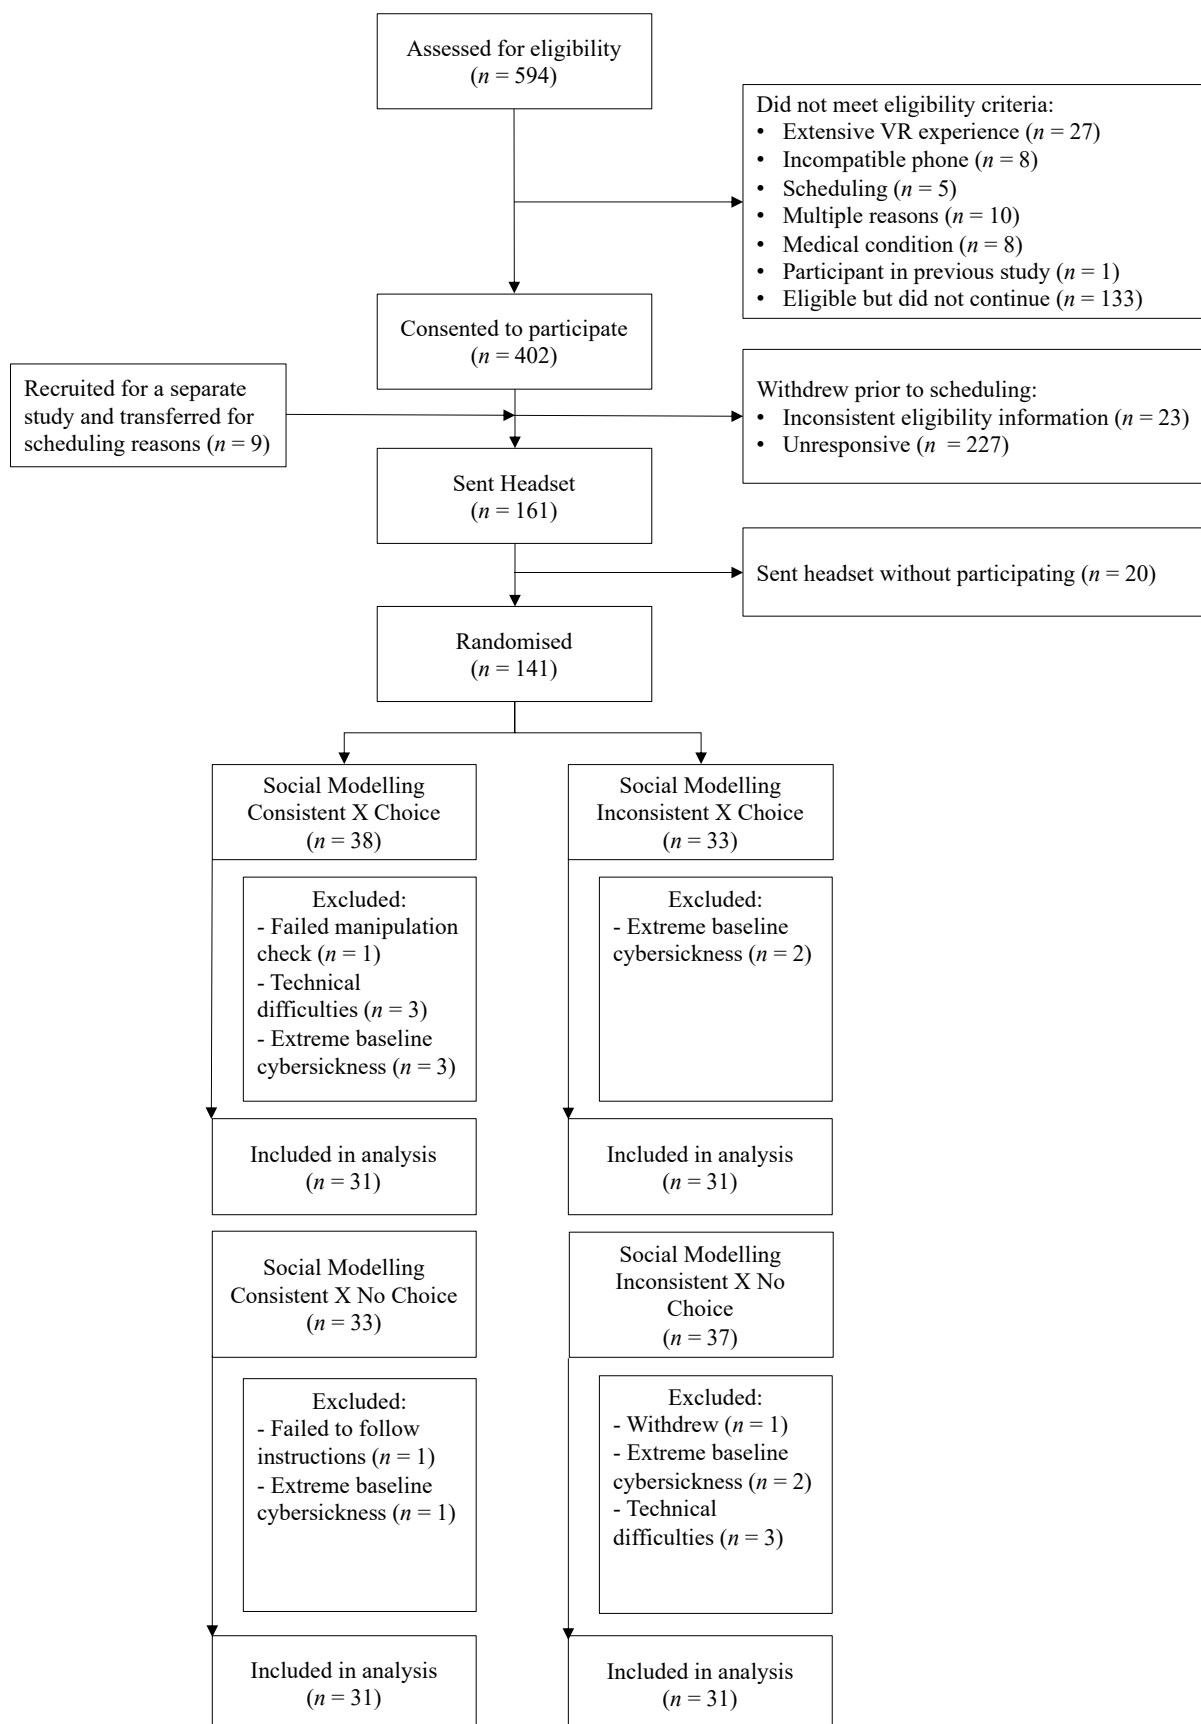 Assessed for eligibility
(n = 594)
Did not meet eligibility criteria:
• Extensive VR experience (n = 27)
• Incompatible phone (n = 8)
• Scheduling (n = 5)
• Multiple reasons (n = 10)
• Medical condition (n = 8)
• Participant in previous study (n = 1)
• Eligible but did not continue (n = 133)
Consented to participate
(n = 402)
Recruited for a separate
study and transferred for
scheduling reasons (n = 9)
Withdrew prior to scheduling:
• Inconsistent eligibility information (n = 23)
• Unresponsive (n = 227)
Sent Headset
(n = 161)
Sent headset without participating (n = 20)
Randomised
(n = 141)
Social Modelling
Consistent X Choice
(n = 38)
Social Modelling
Inconsistent X Choice
(n = 33)
Excluded:
- Failed manipulation
check (n = 1)
- Technical
difficulties (n = 3)
- Extreme baseline
cybersickness (n = 3)
Excluded:
- Extreme baseline
cybersickness (n = 2)
Included in analysis
(n = 31)
Included in analysis
(n = 31)
Social Modelling
Consistent X No Choice
(n = 33)
Social Modelling
Inconsistent X No
Choice
(n = 37)
Excluded:
- Failed to follow
instructions (n = 1)
- Extreme baseline
cybersickness (n = 1)
Excluded:
- Withdrew (n = 1)
- Extreme baseline
cybersickness (n = 2)
- Technical
difficulties (n = 3)
Included in analysis
(n = 31)
Included in analysis
(n = 31)